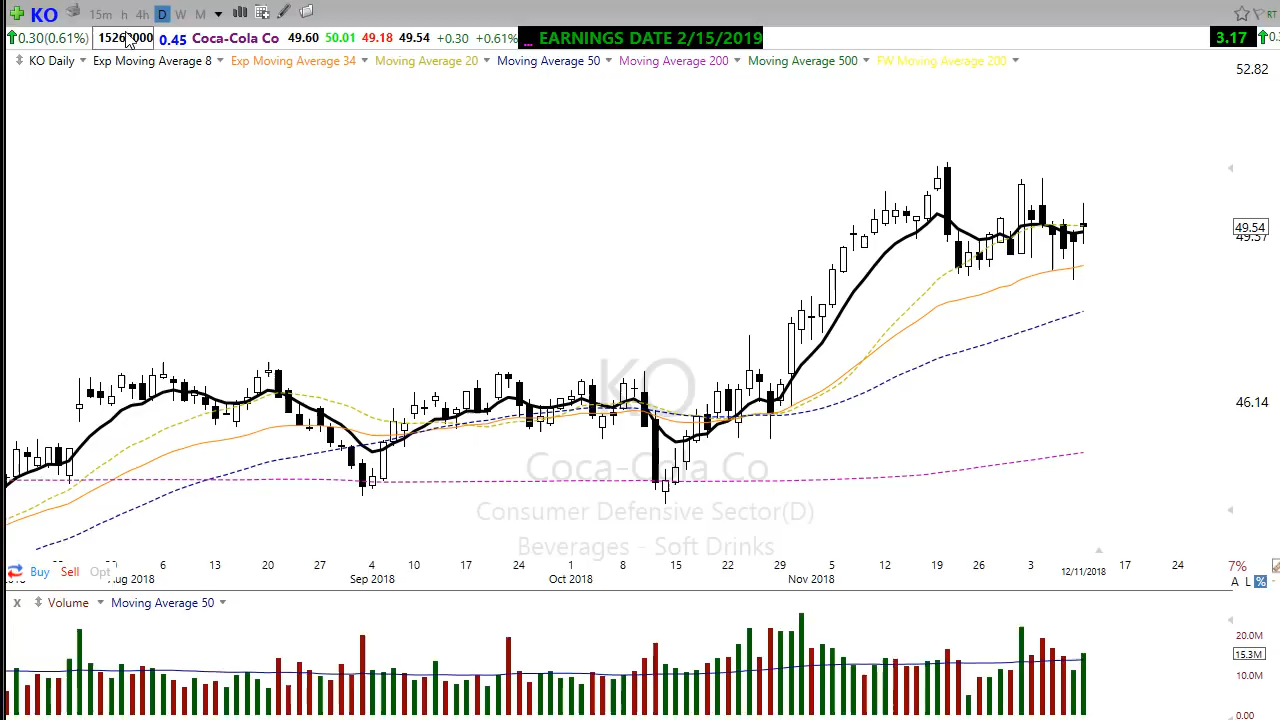 KO 15m h 4h D W M RT
0.30(0.61%) 0.45 Coca-Cola Co 49.60 50.01 49.18 49.54 +0.30 +0.61% ... EARNINGS DATE 2/15/2019 3.17
KO Daily Exp Moving Average 8 Exp Moving Average 34 Moving Average 20 Moving Average 50 Moving Average 200 Moving Average 500 FW Moving Average 200
52.82
49.54
46.14
KO
Coca-Cola Co
Consumer Defensive Sector(D)
Beverages - Soft Drinks
6 13 20 27 4 10 17 24 1 8 15 22 29 5 12 19 26 3 12/11/2018 17 24 7%
Aug 2018 Sep 2018 Oct 2018 Nov 2018
Buy Sell Opt
A L %
X Volume Moving Average 50
20.0M
15.3M
10.0M
0.00